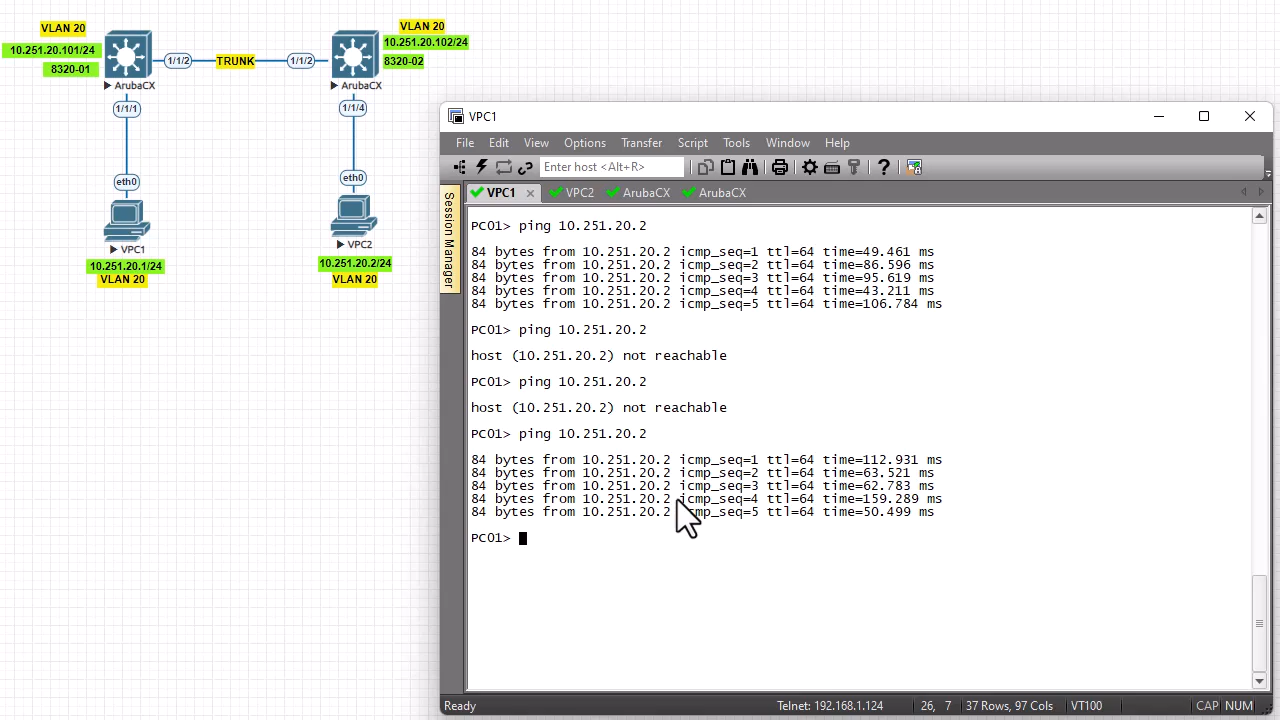 VLAN 20
10.251.20.101/24
8320-01
ArubaCX
1/1/2
TRUNK
1/1/2
VLAN 20
10.251.20.102/24
8320-02
ArubaCX
1/1/1
1/1/4
eth0
eth0
VPC1
VPC2
10.251.20.1/24
VLAN 20
10.251.20.2/24
VLAN 20
VPC1
File Edit View Options Transfer Script Tools Window Help
Enter host <Alt+R>
Session Manager
VPC1 VPC2 ArubaCX ArubaCX
PC01> ping 10.251.20.2
84 bytes from 10.251.20.2 icmp_seq=1 ttl=64 time=49.461 ms
84 bytes from 10.251.20.2 icmp_seq=2 ttl=64 time=86.596 ms
84 bytes from 10.251.20.2 icmp_seq=3 ttl=64 time=95.619 ms
84 bytes from 10.251.20.2 icmp_seq=4 ttl=64 time=43.211 ms
84 bytes from 10.251.20.2 icmp_seq=5 ttl=64 time=106.784 ms
PC01> ping 10.251.20.2
host (10.251.20.2) not reachable
PC01> ping 10.251.20.2
host (10.251.20.2) not reachable
PC01> ping 10.251.20.2
84 bytes from 10.251.20.2 icmp_seq=1 ttl=64 time=112.931 ms
84 bytes from 10.251.20.2 icmp_seq=2 ttl=64 time=63.521 ms
84 bytes from 10.251.20.2 icmp_seq=3 ttl=64 time=62.783 ms
84 bytes from 10.251.20.2 icmp_seq=4 ttl=64 time=159.289 ms
84 bytes from 10.251.20.2 icmp_seq=5 ttl=64 time=50.499 ms
PC01>
Ready Telnet: 192.168.1.124 26, 7 37 Rows, 97 Cols VT100 CAP NUM